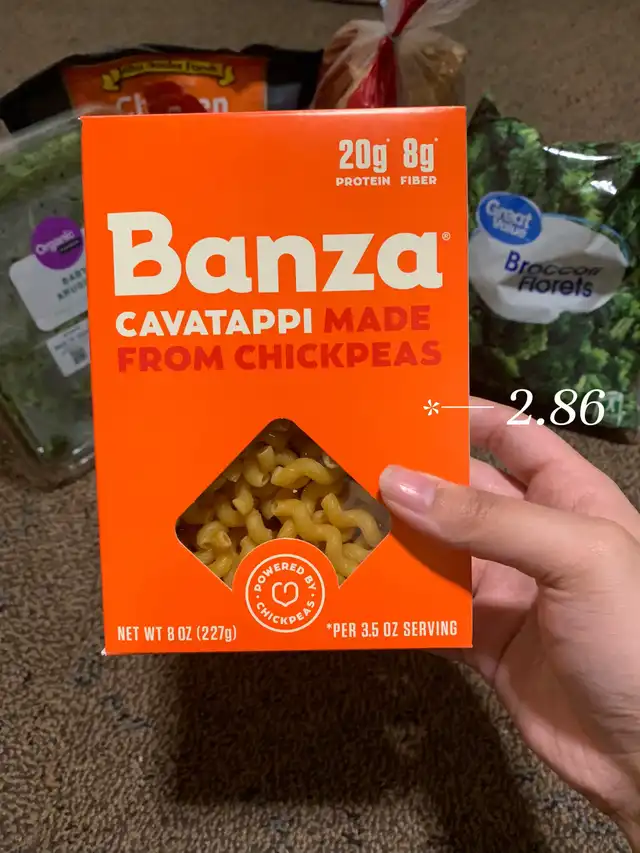 20g* 8g*
PROTEIN FIBER
Banza®
CAVATAPPI MADE
FROM CHICKPEAS
* 2.86
POWERED BY
CHICKPEAS
NET WT 8 OZ (227g)
*PER 3.5 OZ SERVING
Organic
BABY
Great
Value
Broccoli
Florets